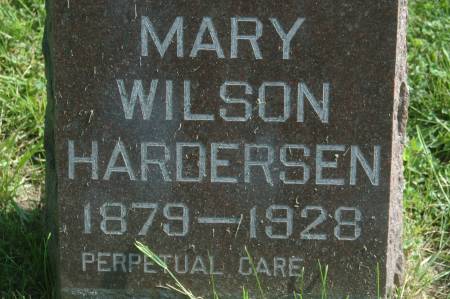 MARY
WILSON
HARDERSEN
1879—1928
PERPETUAL CARE